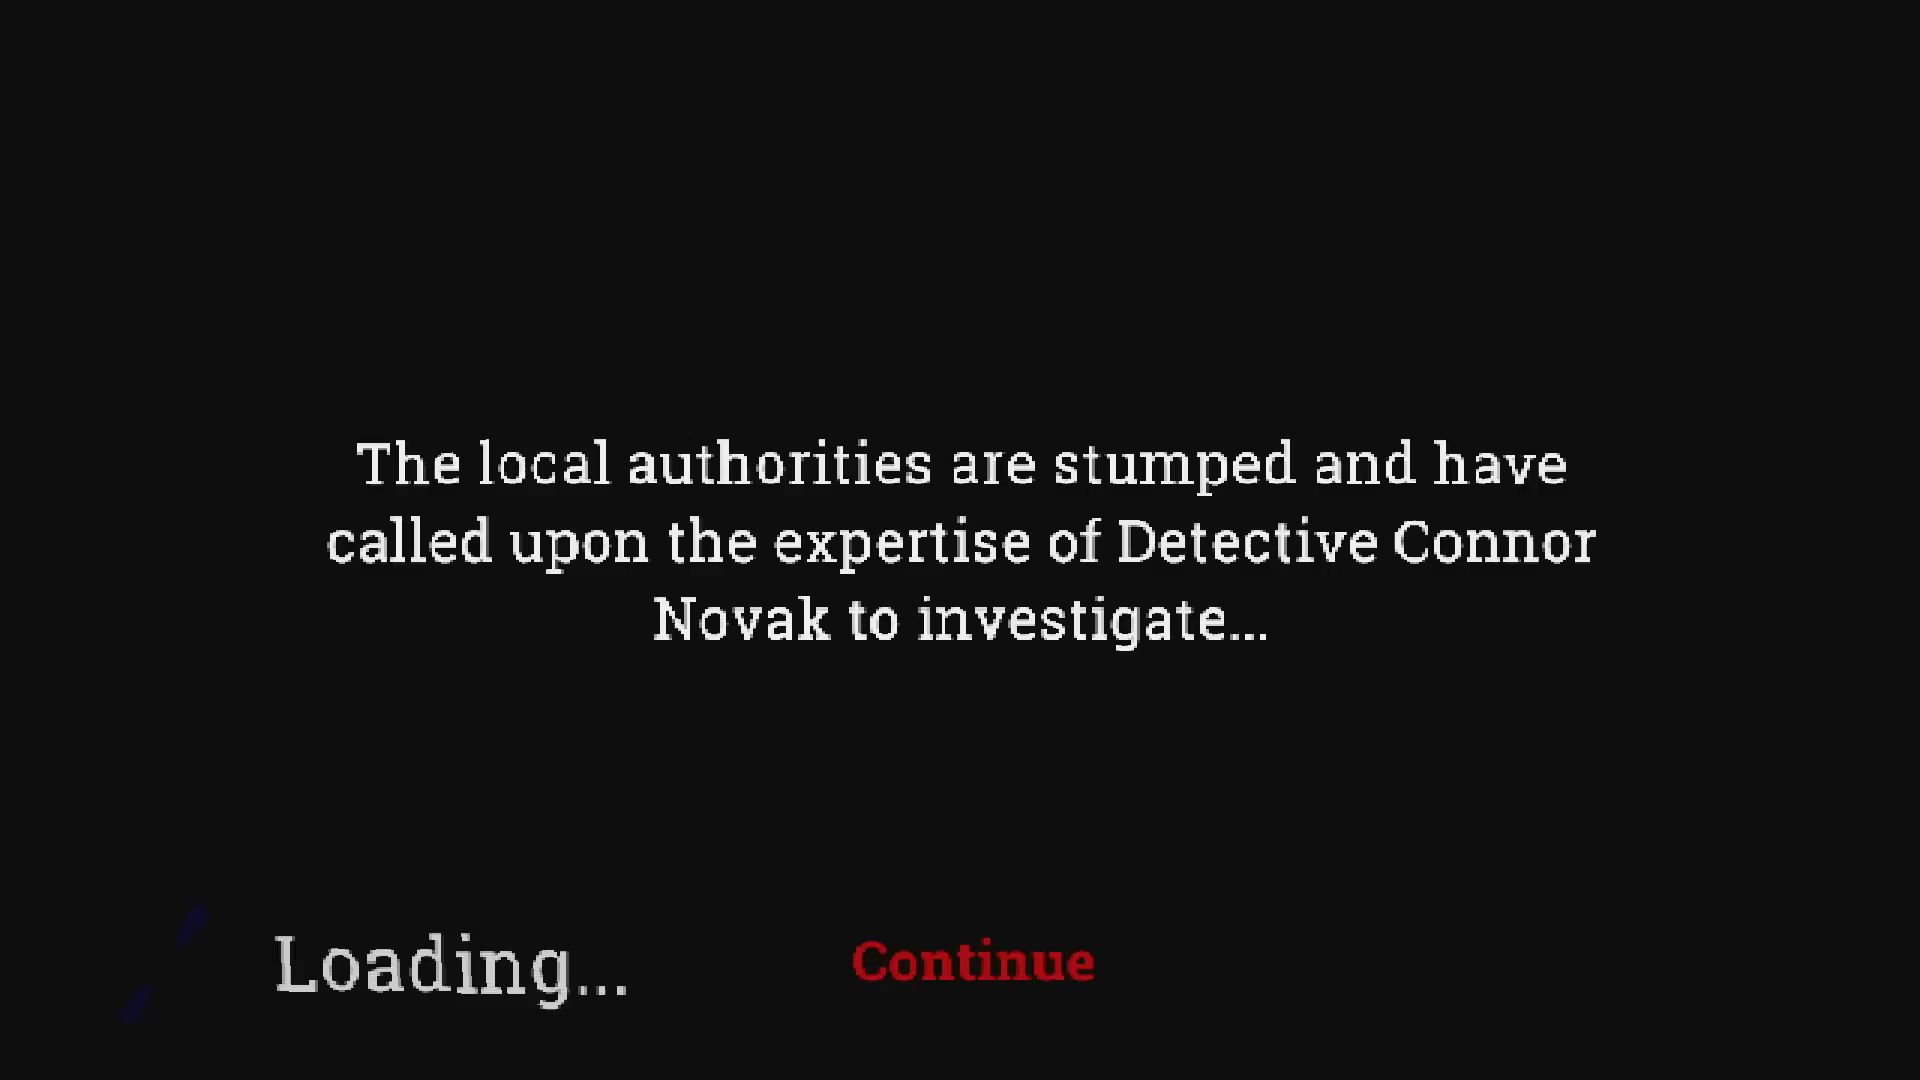 The local authorities are stumped and have
called upon the expertise of Detective Connor
Novak to investigate...
Loading...
Continue